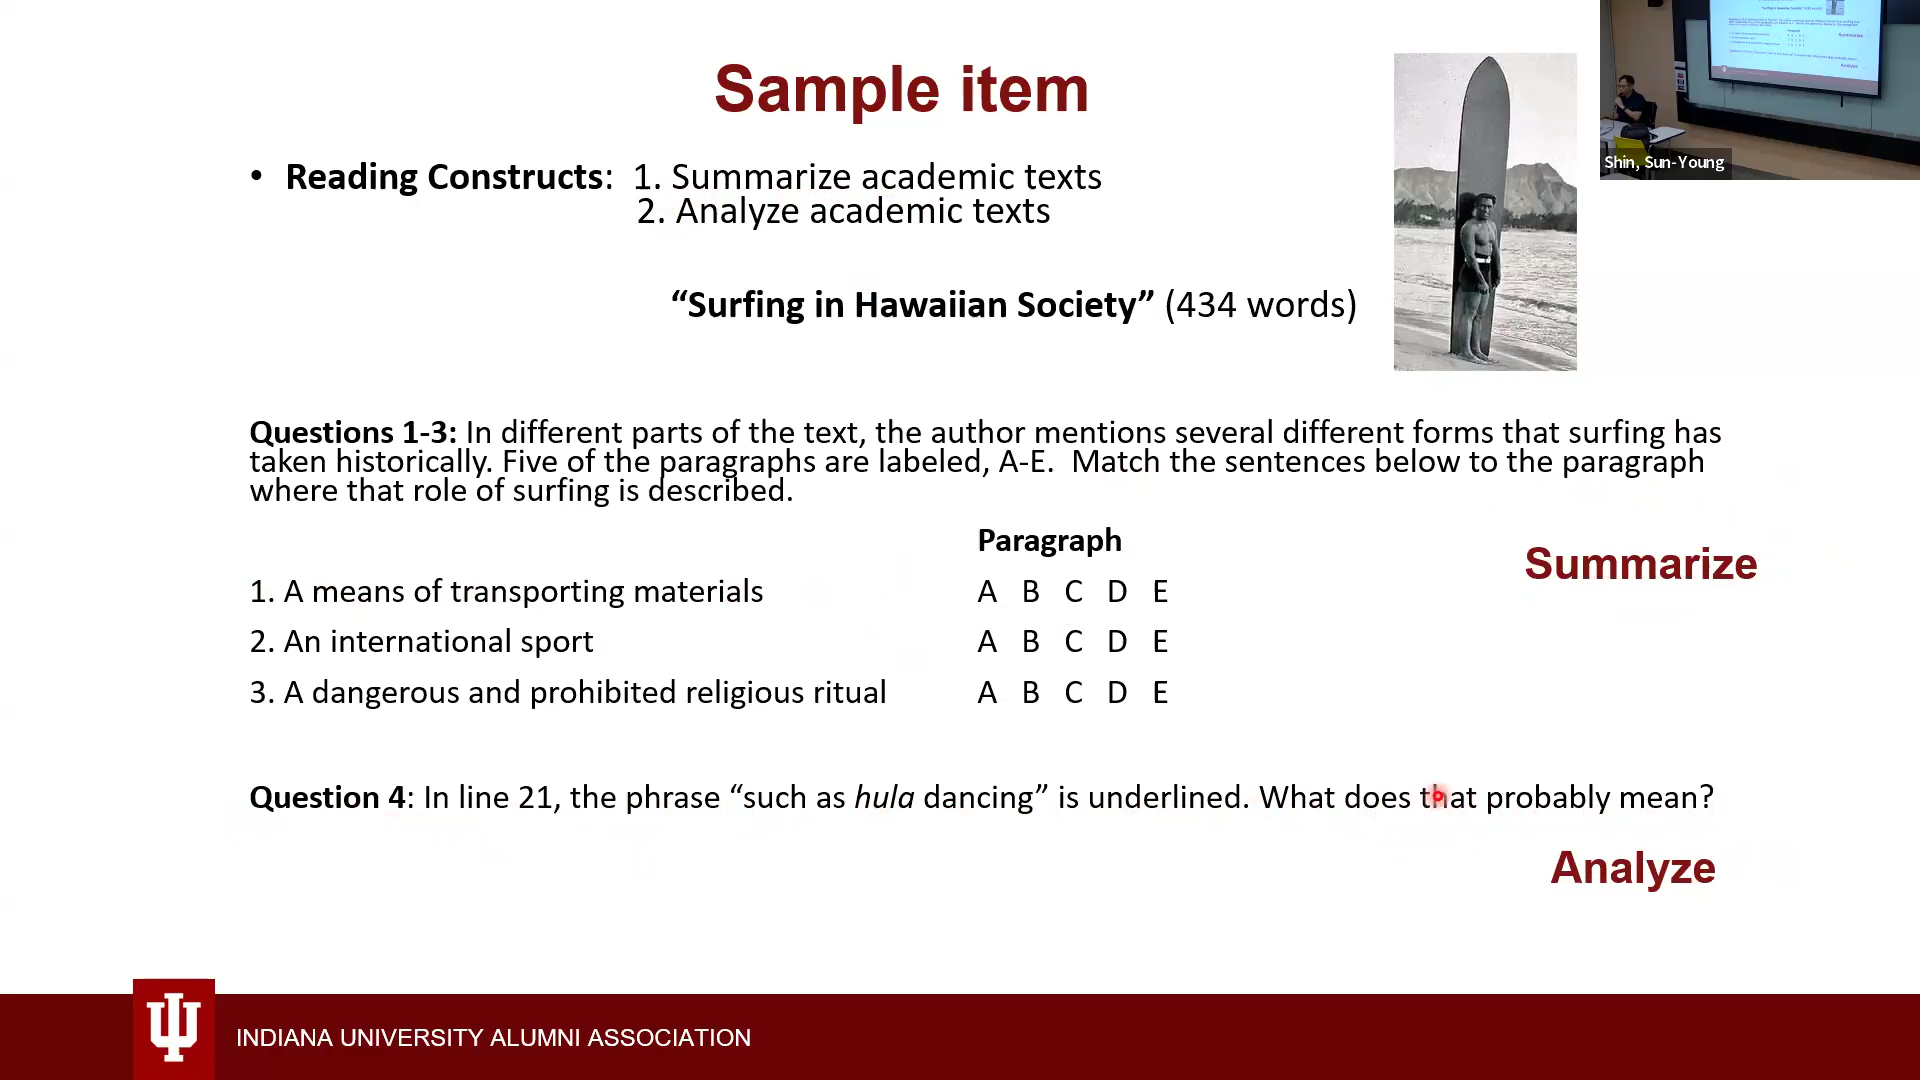 Sample item
• Reading Constructs: 1. Summarize academic texts
2. Analyze academic texts
Shin, Sun-Young
“Surfing in Hawaiian Society” (434 words)
Questions 1-3: In different parts of the text, the author mentions several different forms that surfing has
taken historically. Five of the paragraphs are labeled, A-E. Match the sentences below to the paragraph
where that role of surfing is described.
Paragraph
Summarize
1. A means of transporting materials A B C D E
2. An international sport A B C D E
3. A dangerous and prohibited religious ritual A B C D E
Question 4: In line 21, the phrase “such as hula dancing” is underlined. What does that probably mean?
Analyze
INDIANA UNIVERSITY ALUMNI ASSOCIATION